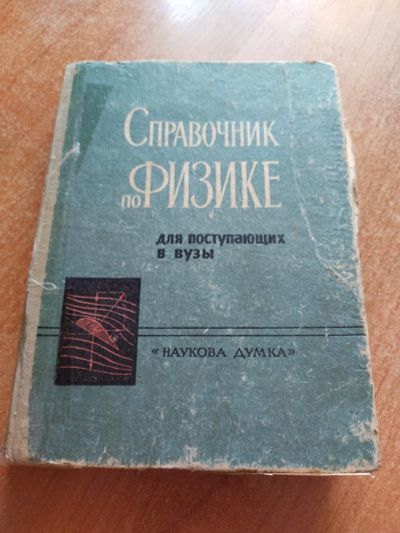 СПРАВОЧНИК
ПО ФИЗИКЕ
для поступающих
в вузы
«НАУКОВА ДУМКА»